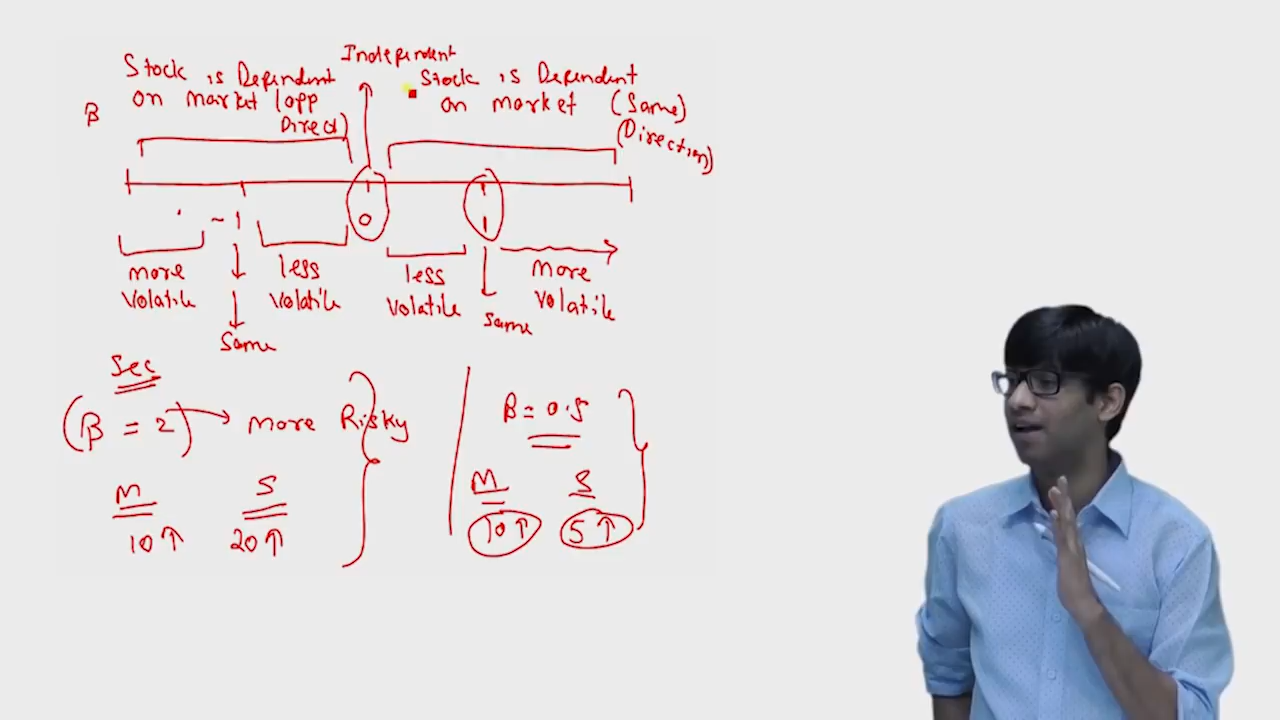 Independent
Stock is Dependent
on market (opp
Direct)
Stock is Dependent
on market (Same)
(Direction)
β
-1
0
1
more
volatile
less
volatile
less
volatile
more
volatile
Same
Same
Sec
(β = 2) → more Risky
M S
10↑ 20↑
β = 0.5
M S
10↑ 5↑